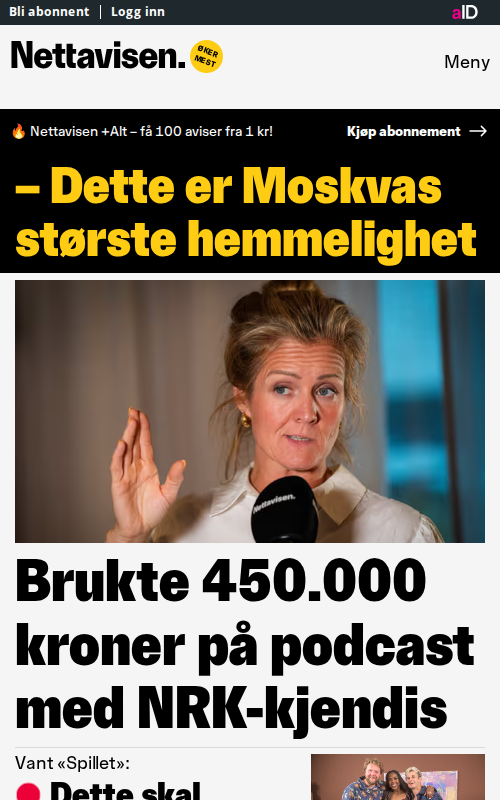 Bli abonnent | Logg inn
aID
Nettavisen.
ØKER
MEST
Meny
🔥 Nettavisen +Alt – få 100 aviser fra 1 kr!
Kjøp abonnement →
– Dette er Moskvas
største hemmelighet
Nettavisen.
Brukte 450.000
kroner på podcast
med NRK-kjendis
Vant «Spillet»:
Dette skal